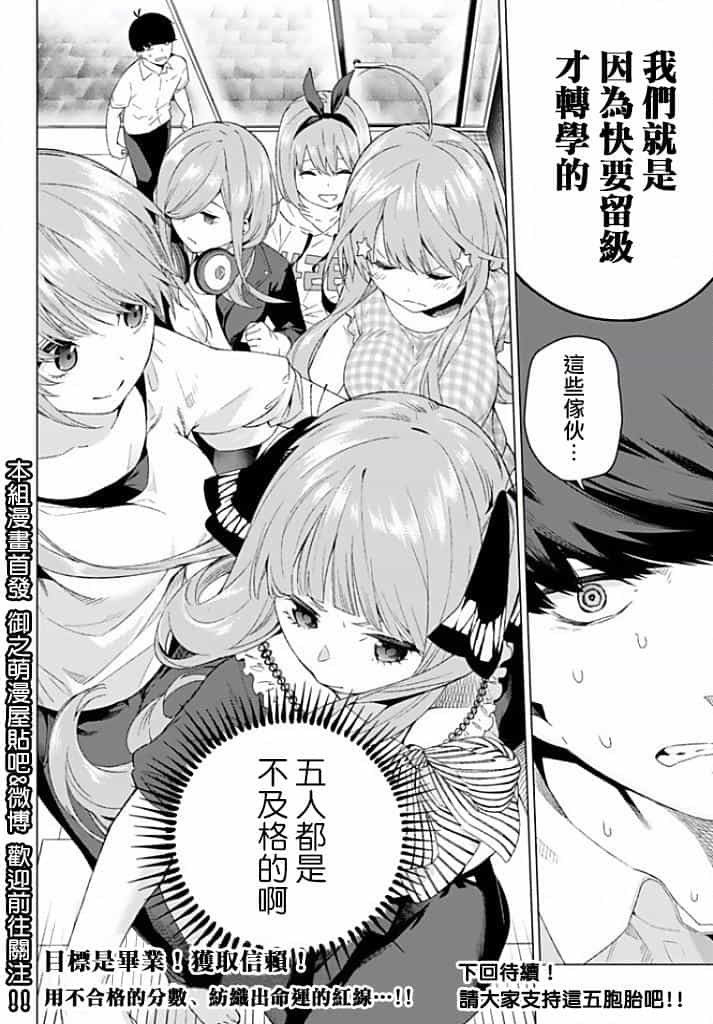 我們就是
因為快要留級
才轉學的
這些傢伙…
五人都是
不及格的啊
目標是畢業！獲取信賴！
用不合格的分數、紡織出命運的紅線…!!
下回待續！
請大家支持這五胞胎吧!!
本組漫畫首發 御之萌漫屋貼吧&微博 歡迎前往關注!!